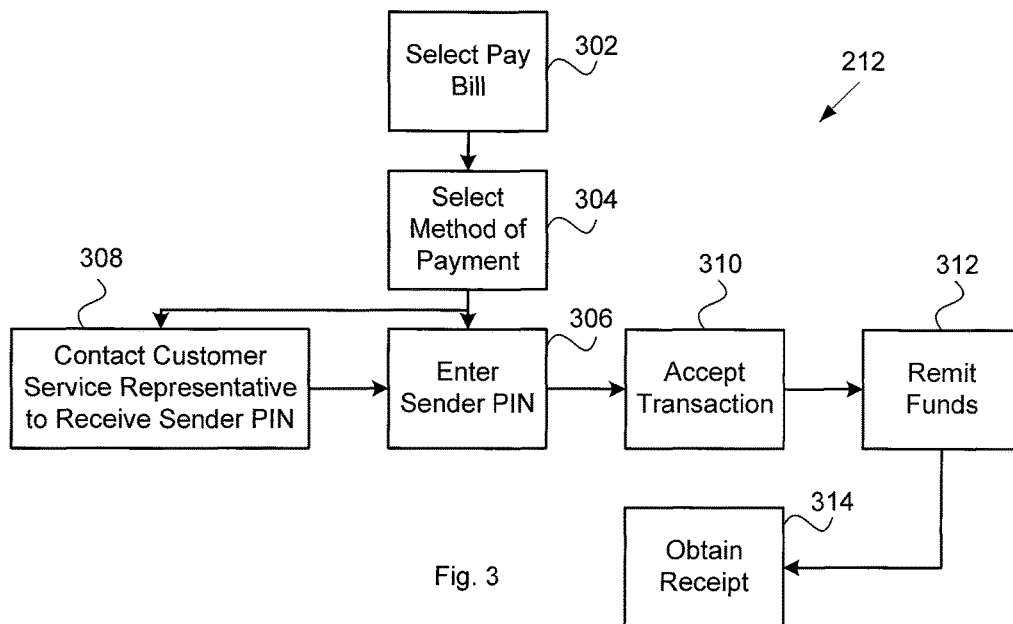 Select Pay
Bill
302
212
Select
Method of
Payment
304
308
310
312
Contact Customer
Service Representative
to Receive Sender PIN
306
Enter
Sender PIN
Accept
Transaction
Remit
Funds
314
Obtain
Receipt
Fig. 3